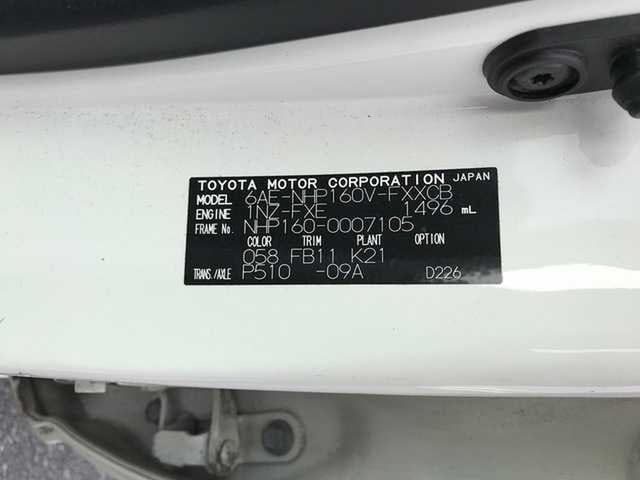 TOYOTA MOTOR CORPORATION JAPAN
MODEL 6AE-NHP160V-FXXCB
ENGINE 1NZ-FXE 1496 mL
FRAME No. NHP160-0007105
COLOR TRIM PLANT OPTION
058 FB11 K21
TRANS./AXLE P510 -09A D226